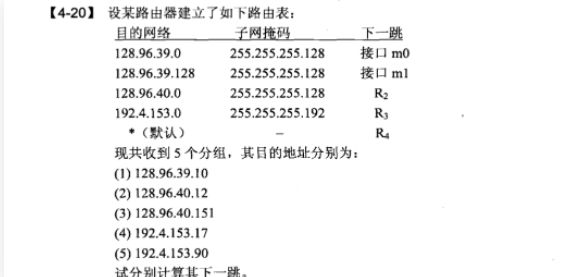 【4-20】 设某路由器建立了如下路由表：
目的网络 子网掩码 下一跳
128.96.39.0 255.255.255.128 接口 m0
128.96.39.128 255.255.255.128 接口 m1
128.96.40.0 255.255.255.128 R₂
192.4.153.0 255.255.255.192 R₃
*（默认） – R₄
现共收到 5 个分组，其目的地址分别为：
(1) 128.96.39.10
(2) 128.96.40.12
(3) 128.96.40.151
(4) 192.4.153.17
(5) 192.4.153.90
试分别计算其下一跳。